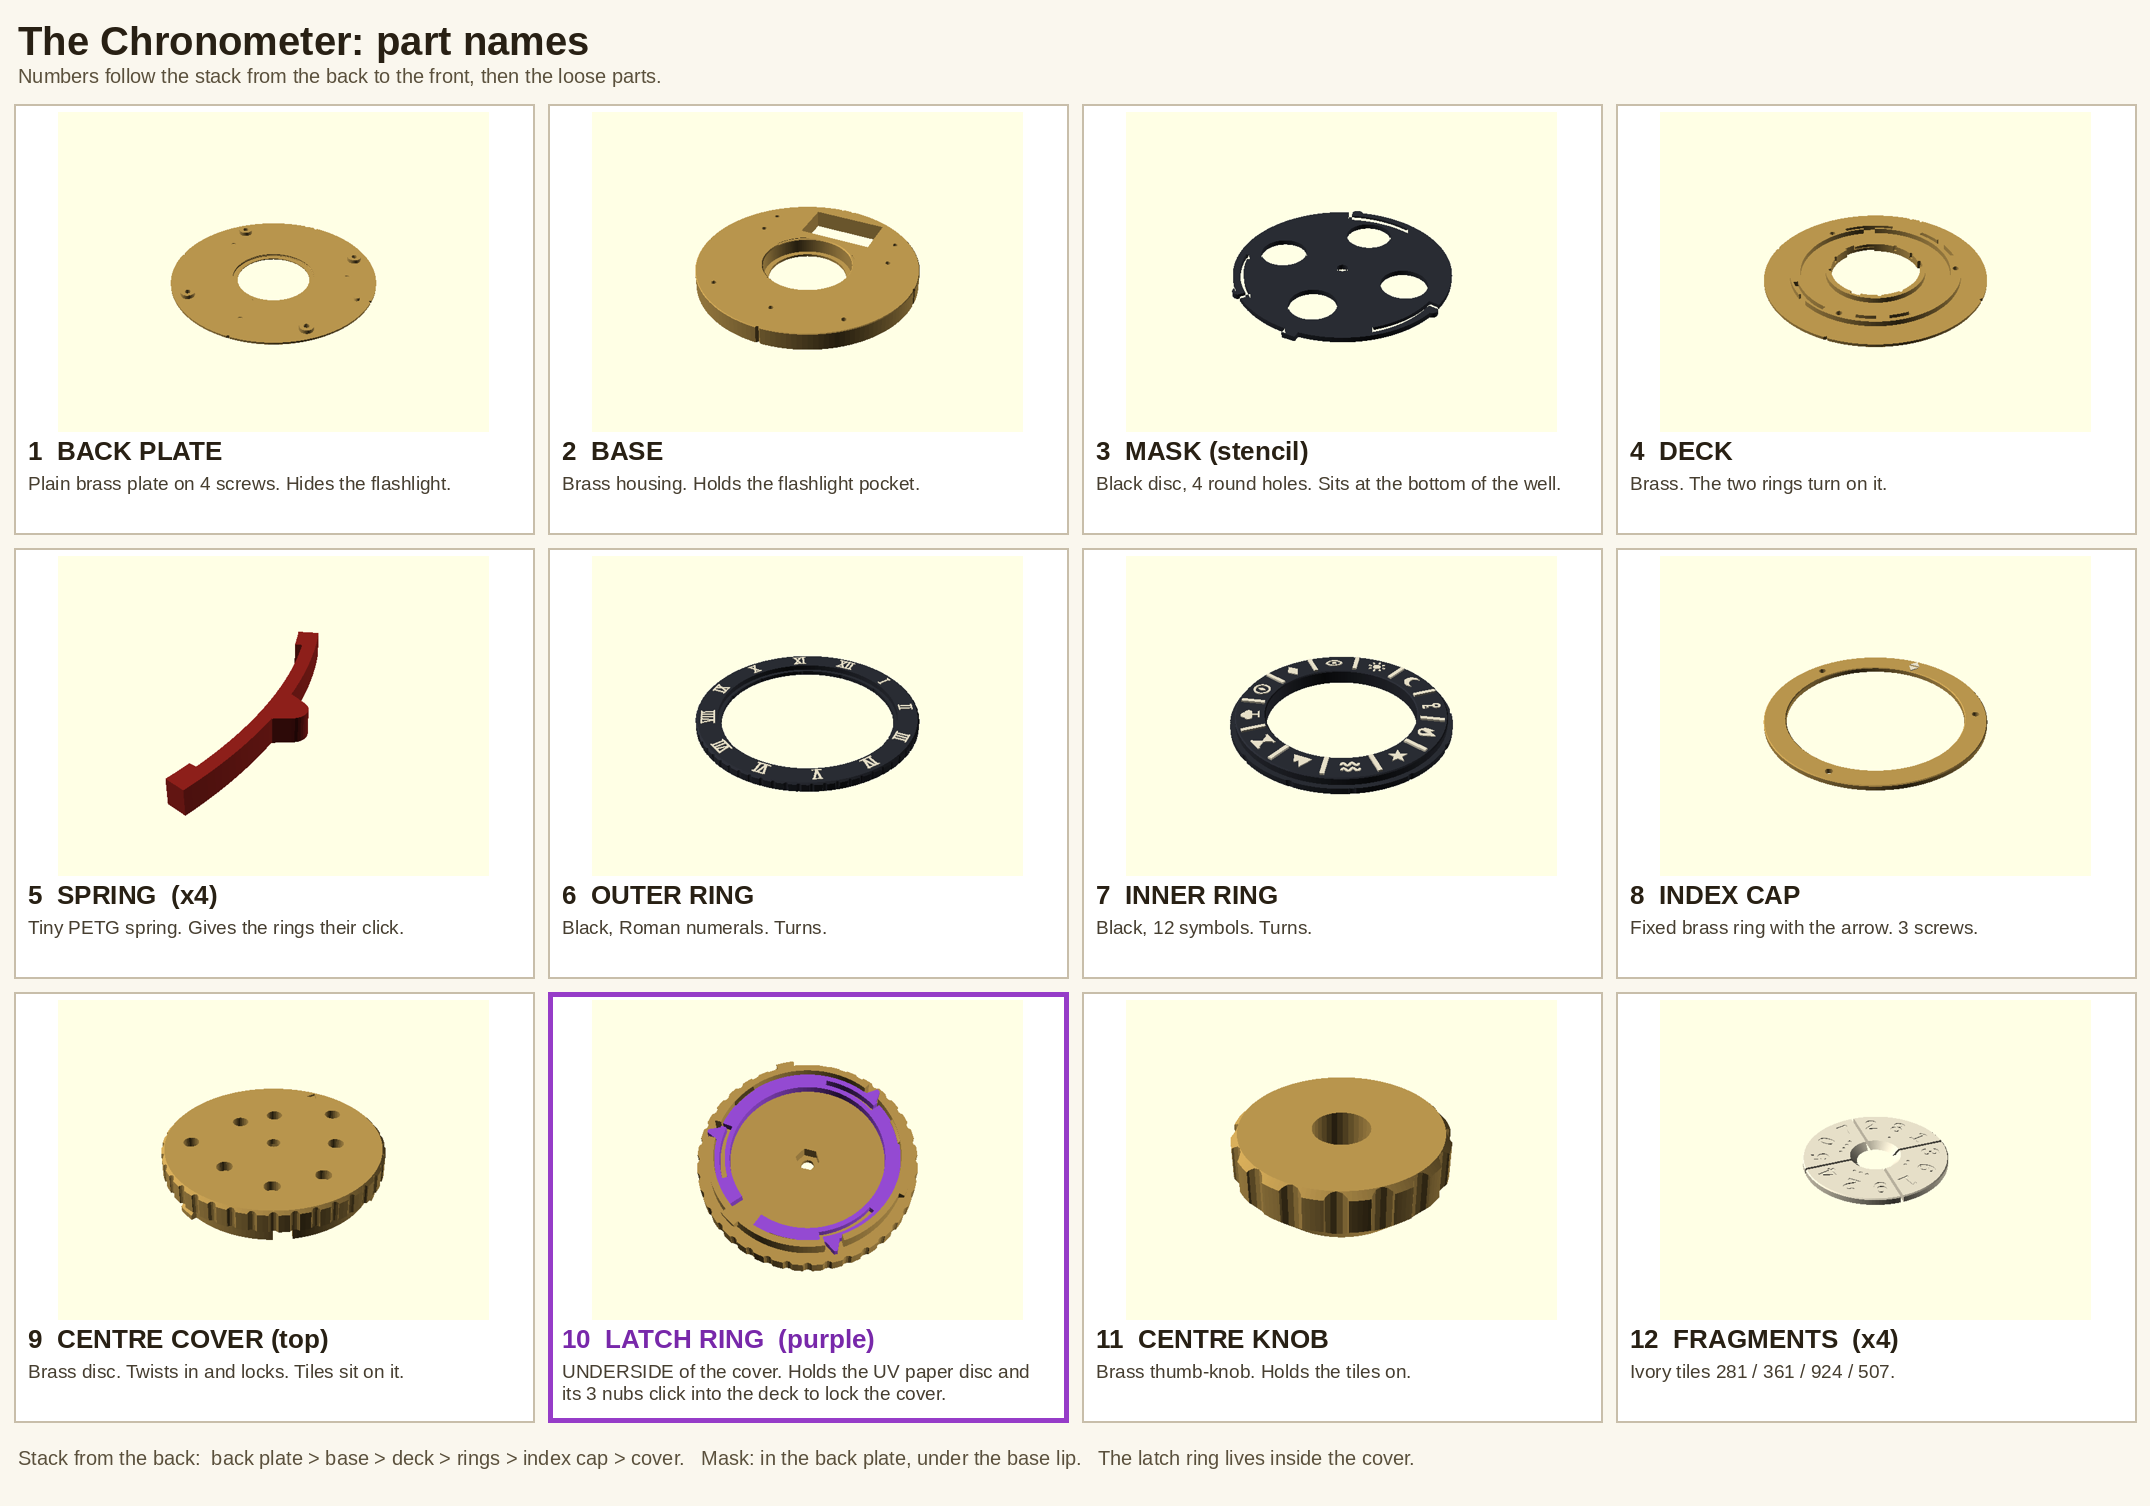 The Chronometer: part names
Numbers follow the stack from the back to the front, then the loose parts.
1 BACK PLATE
Plain brass plate on 4 screws. Hides the flashlight.
2 BASE
Brass housing. Holds the flashlight pocket.
3 MASK (stencil)
Black disc, 4 round holes. Sits at the bottom of the well.
4 DECK
Brass. The two rings turn on it.
XI
XII
I
II
III
IV
V
VI
VII
VIII
IX
X
5 SPRING (x4)
Tiny PETG spring. Gives the rings their click.
6 OUTER RING
Black, Roman numerals. Turns.
7 INNER RING
Black, 12 symbols. Turns.
8 INDEX CAP
Fixed brass ring with the arrow. 3 screws.
9 CENTRE COVER (top)
Brass disc. Twists in and locks. Tiles sit on it.
10 LATCH RING (purple)
UNDERSIDE of the cover. Holds the UV paper disc and
its 3 nubs click into the deck to lock the cover.
11 CENTRE KNOB
Brass thumb-knob. Holds the tiles on.
12 FRAGMENTS (x4)
Ivory tiles 281 / 361 / 924 / 507.
Stack from the back: back plate > base > deck > rings > index cap > cover. Mask: in the back plate, under the base lip. The latch ring lives inside the cover.